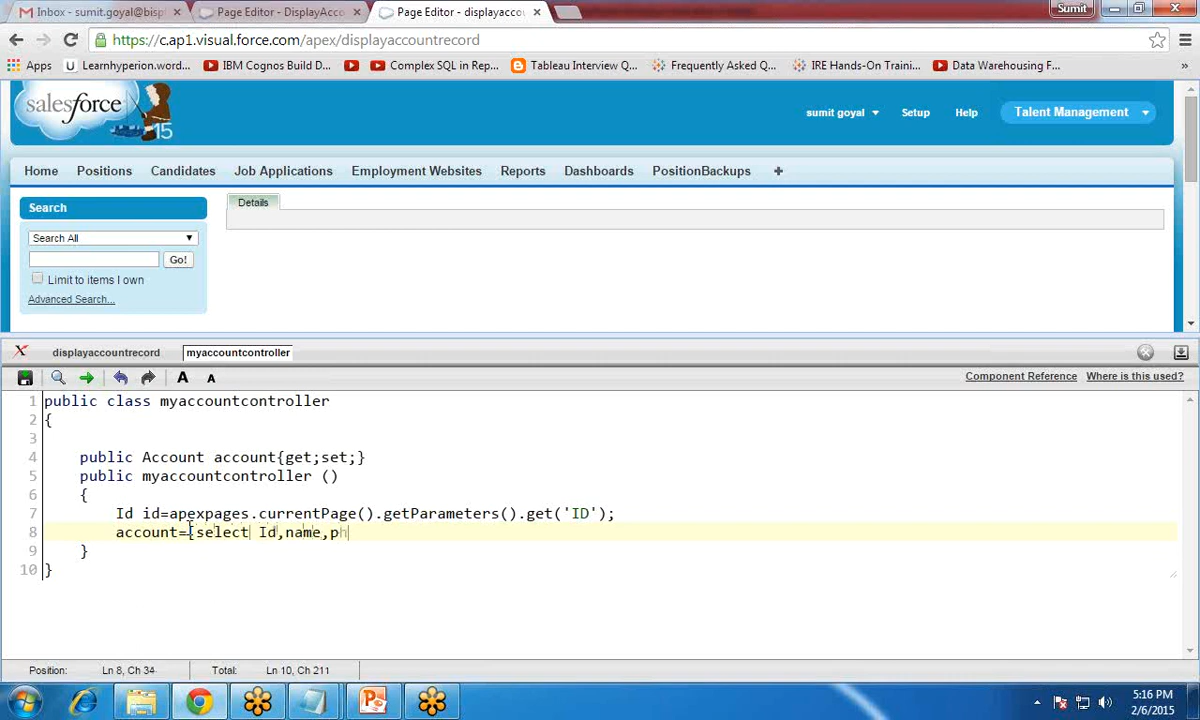 Inbox - sumit.goyal@bisp
Page Editor - DisplayAcco
Page Editor - displayaccou
Sumit
https://c.ap1.visual.force.com/apex/displayaccountrecord
Apps
Learnhyperion.word...
IBM Cognos Build D...
Complex SQL in Rep...
Tableau Interview Q...
Frequently Asked Q...
IRE Hands-On Traini...
Data Warehousing F...
»
salesforce
15
sumit goyal
Setup
Help
Talent Management
Home
Positions
Candidates
Job Applications
Employment Websites
Reports
Dashboards
PositionBackups
+
Search
Details
Search All
Go!
Limit to items I own
Advanced Search...
displayaccountrecord
myaccountcontroller
A
A
Component Reference
Where is this used?
1 public class myaccountcontroller
2 {
3
4 public Account account{get;set;}
5 public myaccountcontroller ()
6 {
7 Id id=apexpages.currentPage().getParameters().get('ID');
8 account=[select Id,name,ph
9 }
10 }
Position:
Ln 8, Ch 34
Total:
Ln 10, Ch 211
5:16 PM
2/6/2015